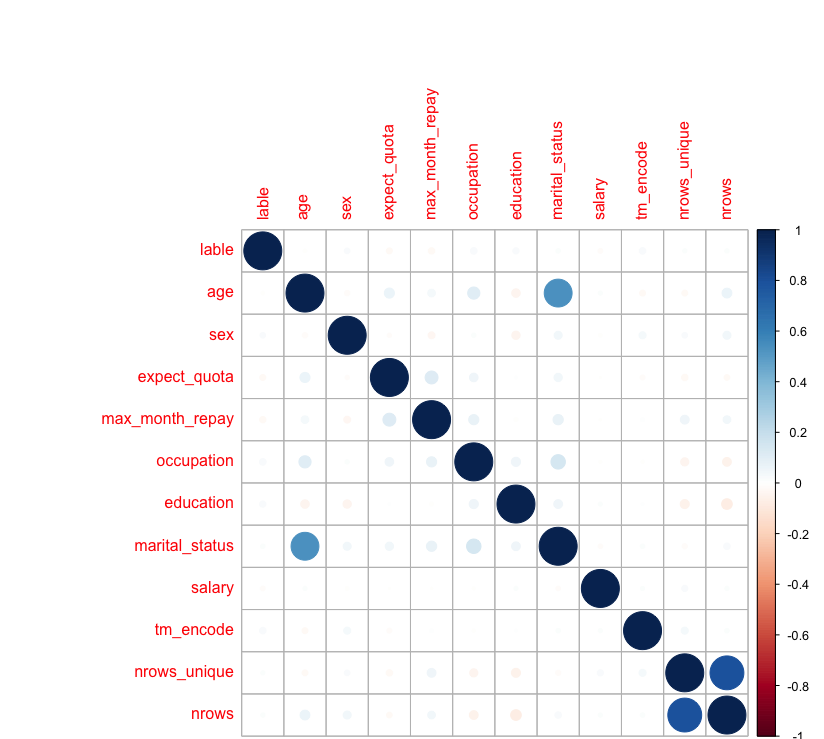 lable
age
sex
expect_quota
max_month_repay
occupation
education
marital_status
salary
tm_encode
nrows_unique
nrows
lable
age
sex
expect_quota
max_month_repay
occupation
education
marital_status
salary
tm_encode
nrows_unique
nrows
1
0.8
0.6
0.4
0.2
0
-0.2
-0.4
-0.6
-0.8
-1